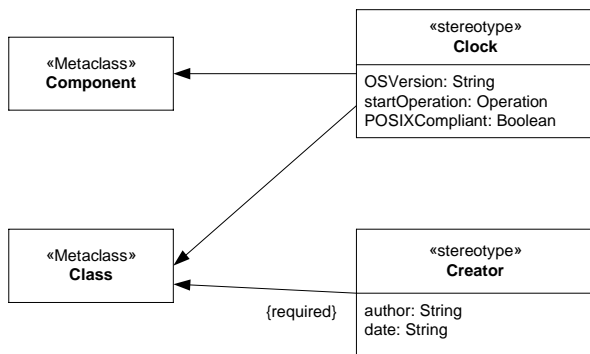 «Metaclass»
Component
«stereotype»
Clock
OSVersion: String
startOperation: Operation
POSIXCompliant: Boolean
«Metaclass»
Class
{required}
«stereotype»
Creator
author: String
date: String